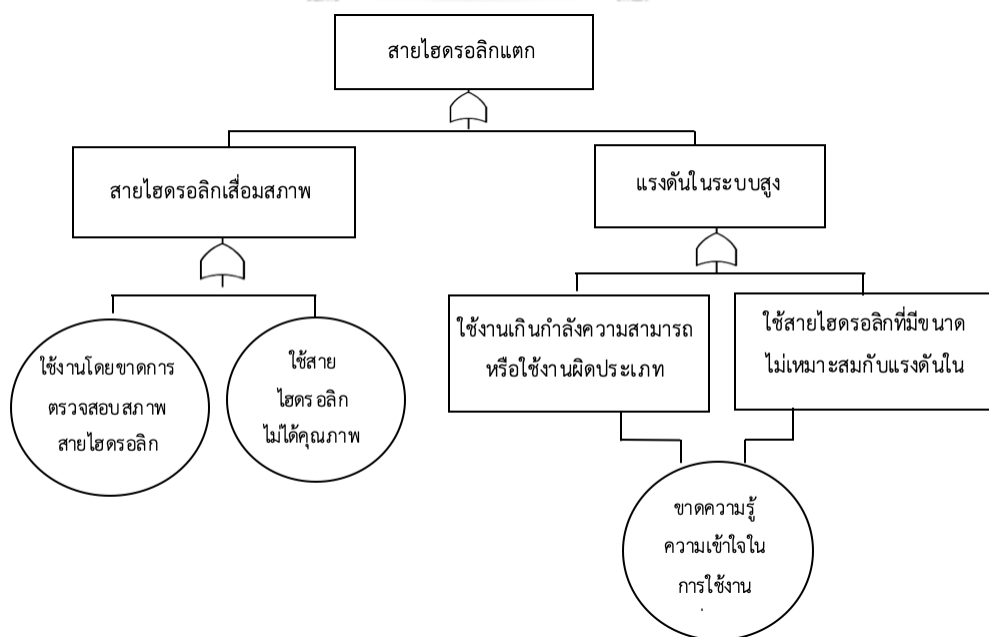 สายไฮดรอลิกแตก
สายไฮดรอลิกเสื่อมสภาพ
แรงดันในระบบสูง
ใช้งานโดยขาดการ
ตรวจสอบสภาพ
สายไฮดรอลิก
ใช้สาย
ไฮดรอลิก
ไม่ได้คุณภาพ
ใช้งานเกินกำลังความสามารถ
หรือใช้งานผิดประเภท
ใช้สายไฮดรอลิกที่มีขนาด
ไม่เหมาะสมกับแรงดันใน
ขาดความรู้
ความเข้าใจใน
การใช้งาน